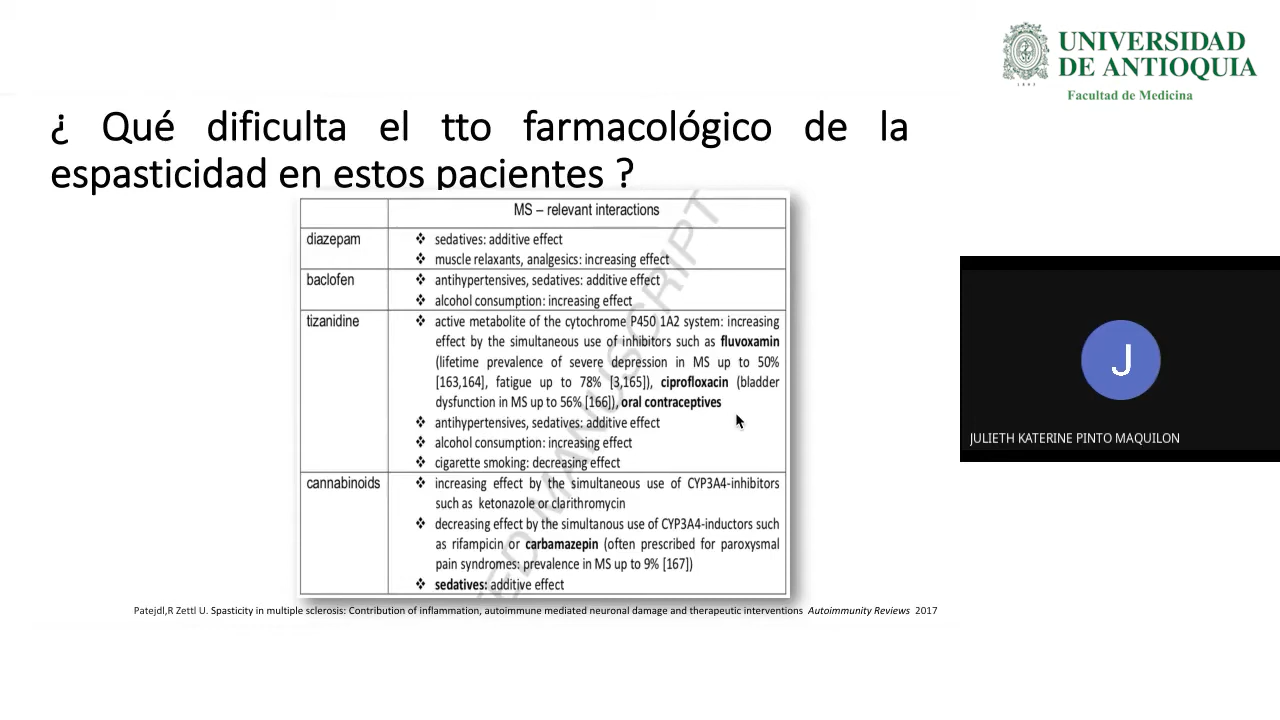 UNIVERSIDAD
DE ANTIOQUIA
1803
Facultad de Medicina
¿ Qué dificulta el tto farmacológico de la
espasticidad en estos pacientes ?
MS – relevant interactions
diazepam
❖ sedatives: additive effect
❖ muscle relaxants, analgesics: increasing effect
baclofen
❖ antihypertensives, sedatives: additive effect
❖ alcohol consumption: increasing effect
tizanidine
❖ active metabolite of the cytochrome P450 1A2 system: increasing
effect by the simultaneous use of inhibitors such as fluvoxamin
(lifetime prevalence of severe depression in MS up to 50%
[163,164], fatigue up to 78% [3,165]), ciprofloxacin (bladder
dysfunction in MS up to 56% [166]), oral contraceptives
❖ antihypertensives, sedatives: additive effect
❖ alcohol consumption: increasing effect
❖ cigarette smoking: decreasing effect
cannabinoids
❖ increasing effect by the simultaneous use of CYP3A4-inhibitors
such as ketonazole or clarithromycin
❖ decreasing effect by the simultanous use of CYP3A4-inductors such
as rifampicin or carbamazepin (often prescribed for paroxysmal
pain syndromes: prevalence in MS up to 9% [167])
❖ sedatives: additive effect
ED MANUSCRIPT
Patejdl,R Zettl U. Spasticity in multiple sclerosis: Contribution of inflammation, autoimmune mediated neuronal damage and therapeutic interventions Autoimmunity Reviews 2017
J
JULIETH KATERINE PINTO MAQUILON